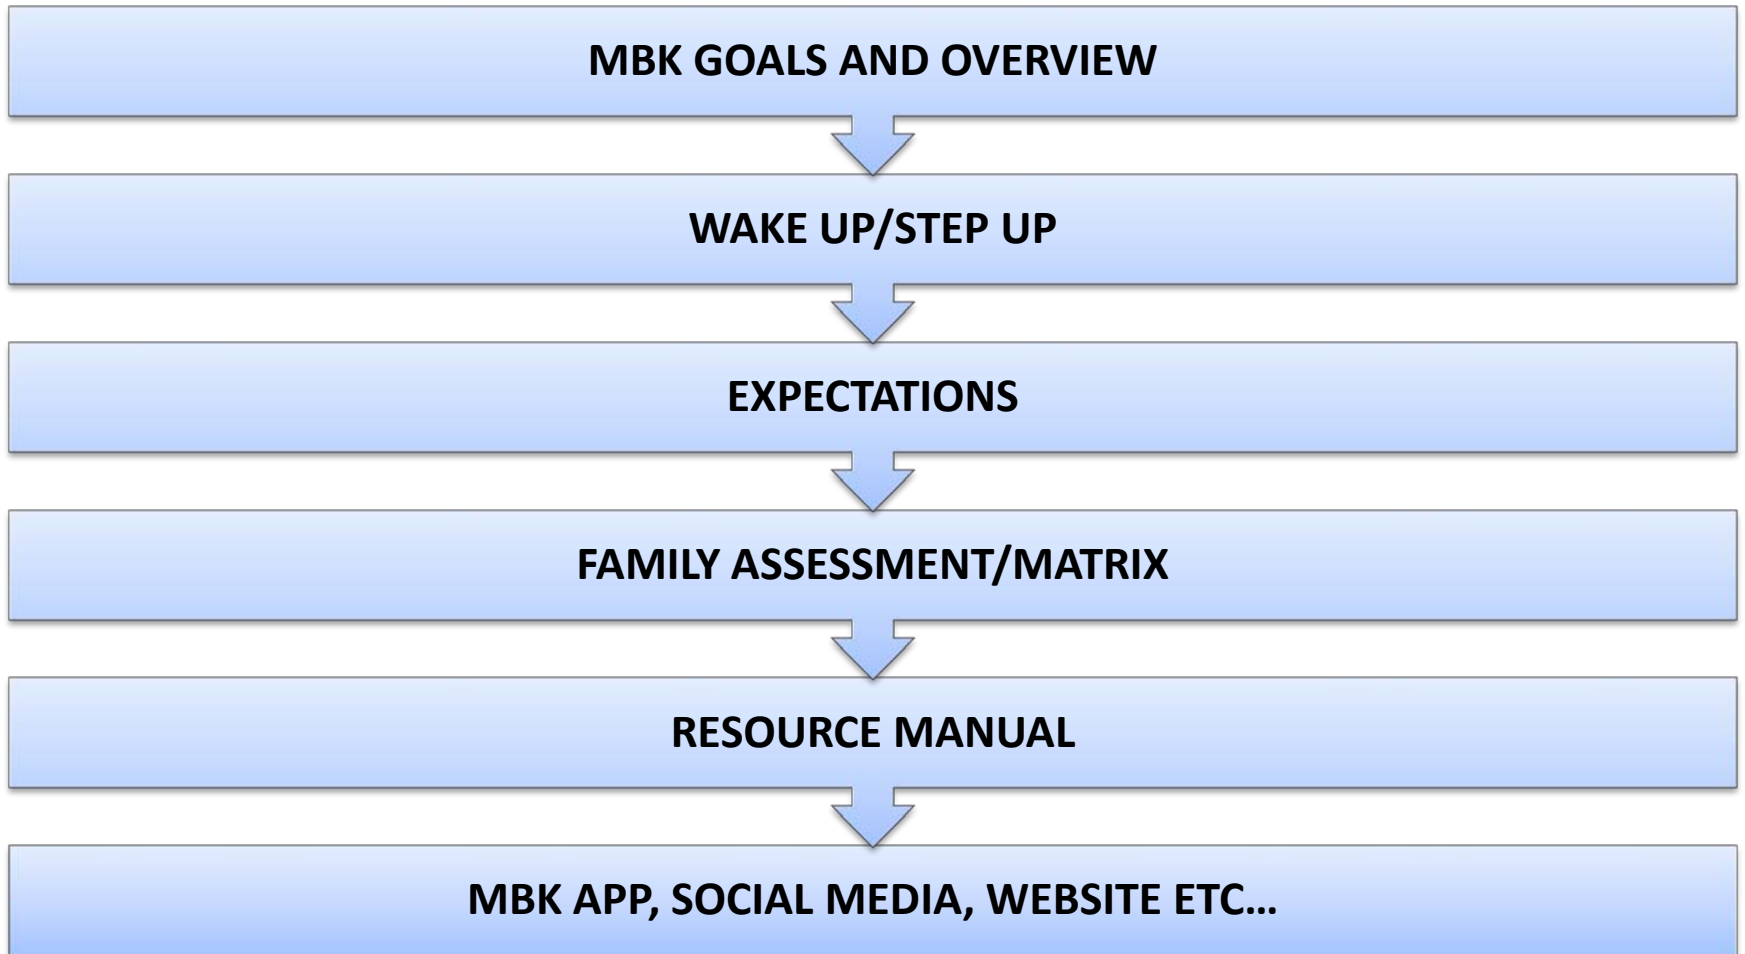 MBK GOALS AND OVERVIEW
WAKE UP/STEP UP
EXPECTATIONS
FAMILY ASSESSMENT/MATRIX
RESOURCE MANUAL
MBK APP, SOCIAL MEDIA, WEBSITE ETC…